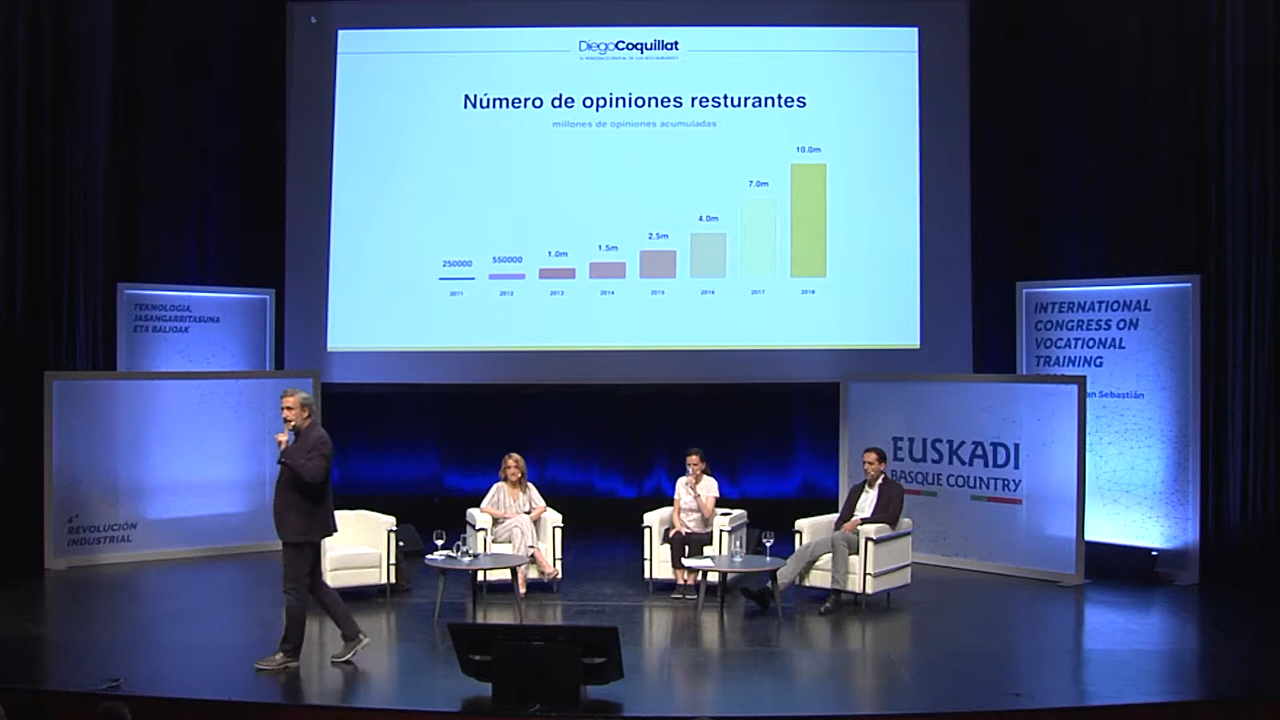 DiegoCoquillat
Número de opiniones resturantes
millones de opiniones acumuladas
10.0m
7.0m
4.0m
2.5m
1.5m
1.0m
550000
250000
2011
2012
2013
2014
2015
2016
2017
2018
TEKNOLOGIA,
JASANGARRITASUNA
ETA BALIOAK
INTERNATIONAL
CONGRESS ON
VOCATIONAL
TRAINING
an Sebastián
EUSKADI
BASQUE COUNTRY
4ª
REVOLUCIÓN
INDUSTRIAL